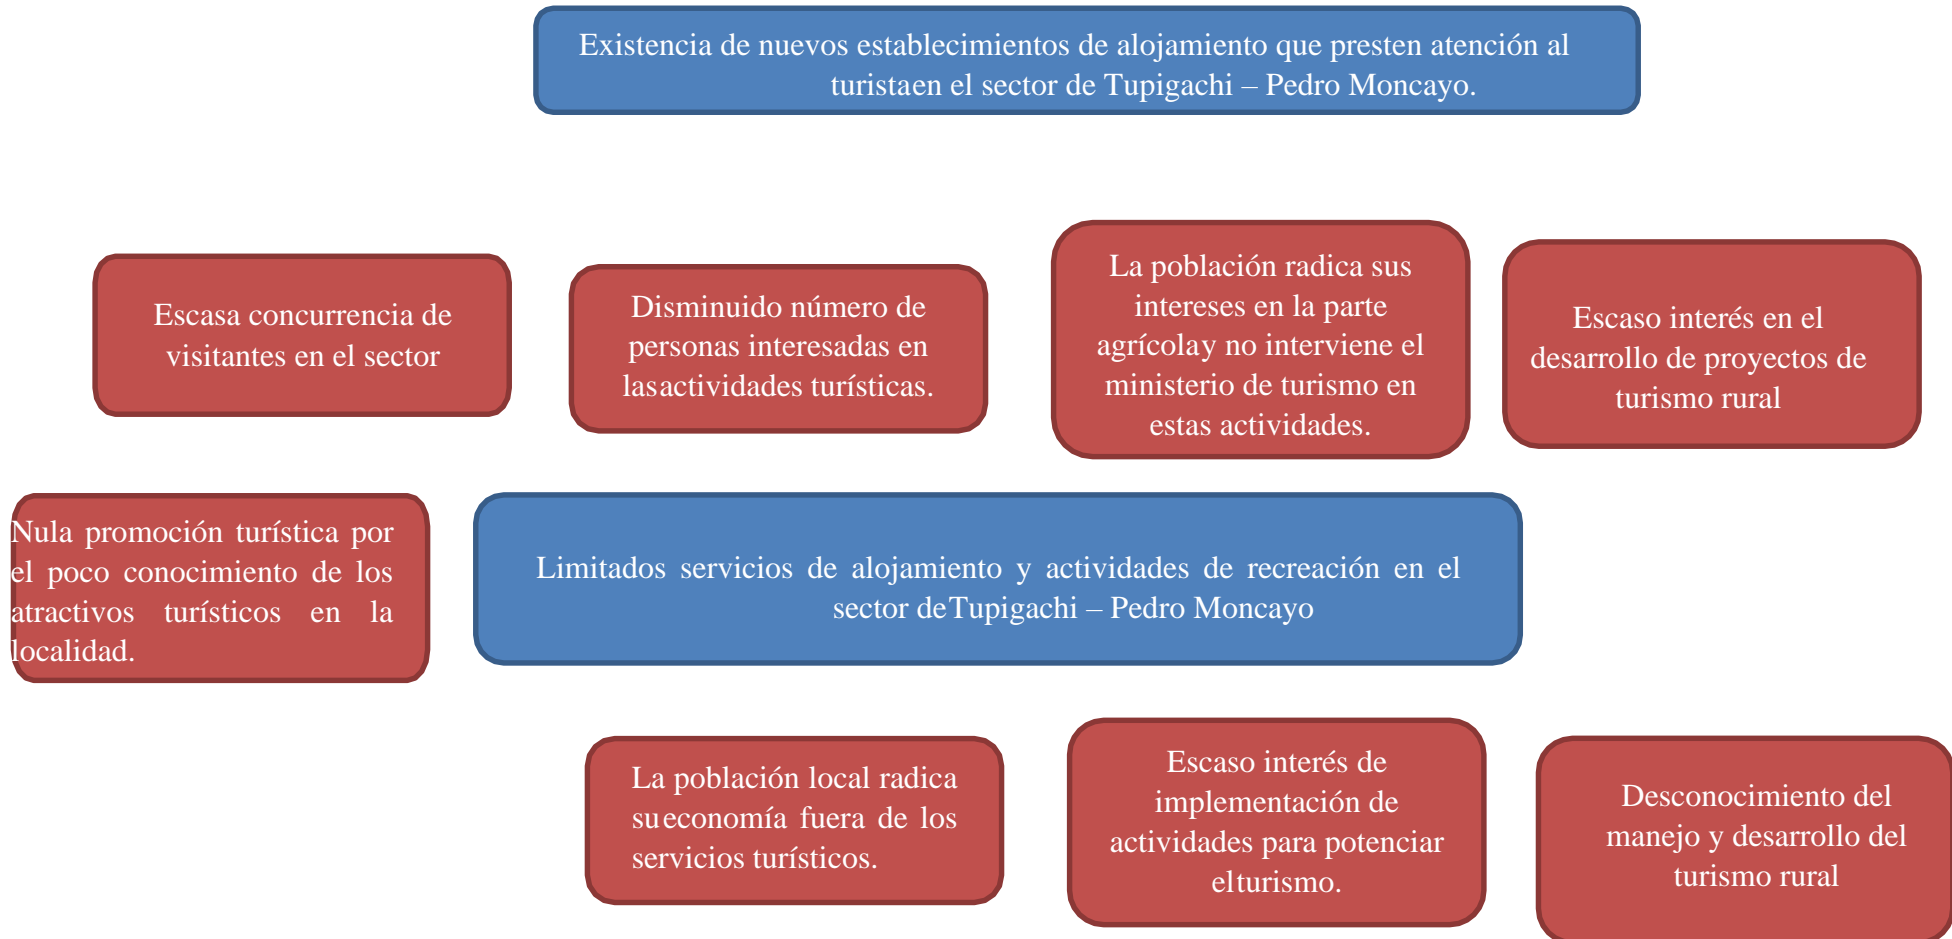 Existencia de nuevos establecimientos de alojamiento que presten atención al
turistaen el sector de Tupigachi – Pedro Moncayo.
Escasa concurrencia de
visitantes en el sector
Disminuido número de
personas interesadas en
lasactividades turísticas.
La población radica sus
intereses en la parte
agrícolay no interviene el
ministerio de turismo en
estas actividades.
Escaso interés en el
desarrollo de proyectos de
turismo rural
Nula promoción turística por
el poco conocimiento de los
atractivos turísticos en la
localidad.
Limitados servicios de alojamiento y actividades de recreación en el
sector deTupigachi – Pedro Moncayo
La población local radica
sueconomía fuera de los
servicios turísticos.
Escaso interés de
implementación de
actividades para potenciar
elturismo.
Desconocimiento del
manejo y desarrollo del
turismo rural